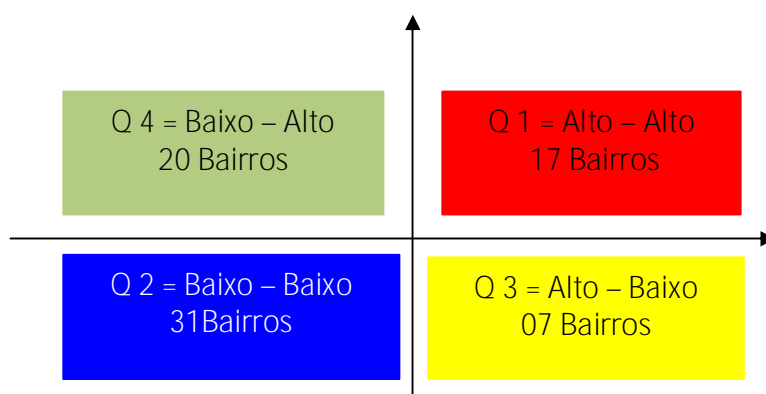 Q 4 = Baixo – Alto
20 Bairros
Q 1 = Alto – Alto
17 Bairros
Q 2 = Baixo – Baixo
31Bairros
Q 3 = Alto – Baixo
07 Bairros